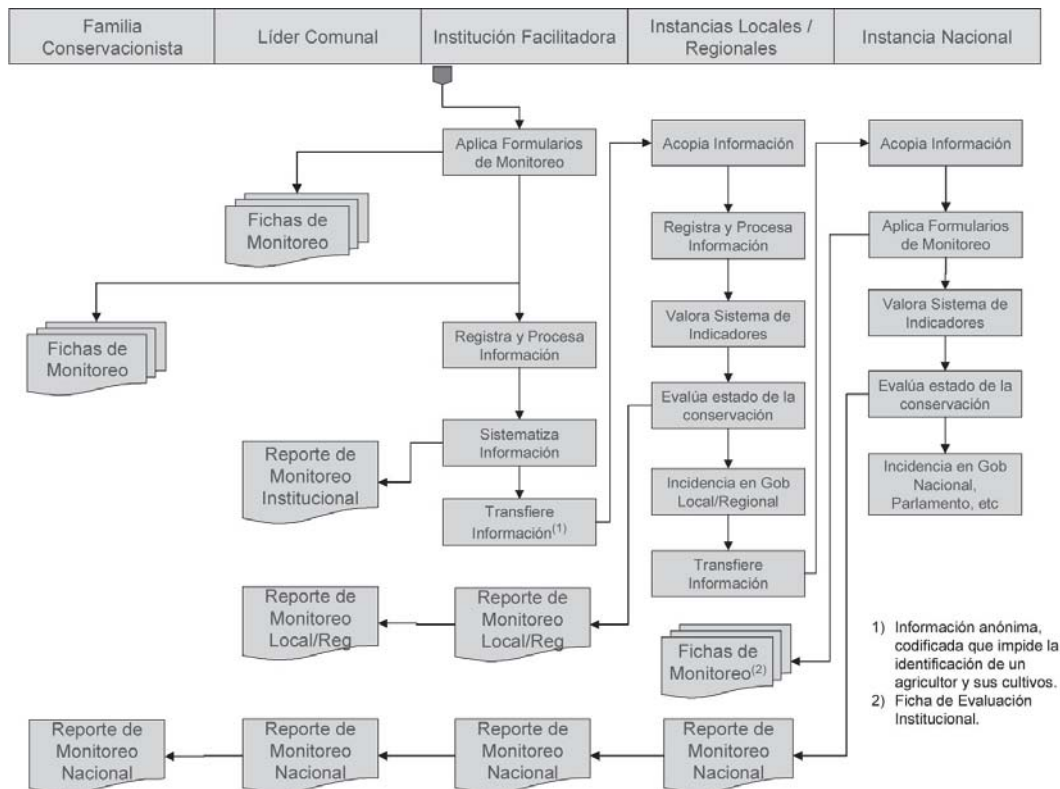 Familia
Conservacionista
Líder Comunal
Institución Facilitadora
Instancias Locales /
Regionales
Instancia Nacional
Aplica Formularios
de Monitoreo
Acopia Información
Acopia Información
Fichas de
Monitoreo
Registra y Procesa
Información
Aplica Formularios
de Monitoreo
Fichas de
Monitoreo
Registra y Procesa
Información
Valora Sistema de
Indicadores
Valora Sistema de
Indicadores
Evalúa estado de la
conservación
Evalúa estado de la
conservación
Reporte de
Monitoreo
Institucional
Sistematiza
Información
Incidencia en Gob
Local/Regional
Incidencia en Gob
Nacional,
Parlamento, etc
Transfiere
Información(1)
Transfiere
Información
Reporte de
Monitoreo
Local/Reg
Reporte de
Monitoreo
Local/Reg
Fichas de
Monitoreo(2)
1) Información anónima,
codificada que impide la
identificación de un
agricultor y sus cultivos.
2) Ficha de Evaluación
Institucional.
Reporte de
Monitoreo
Nacional
Reporte de
Monitoreo
Nacional
Reporte de
Monitoreo
Nacional
Reporte de
Monitoreo
Nacional